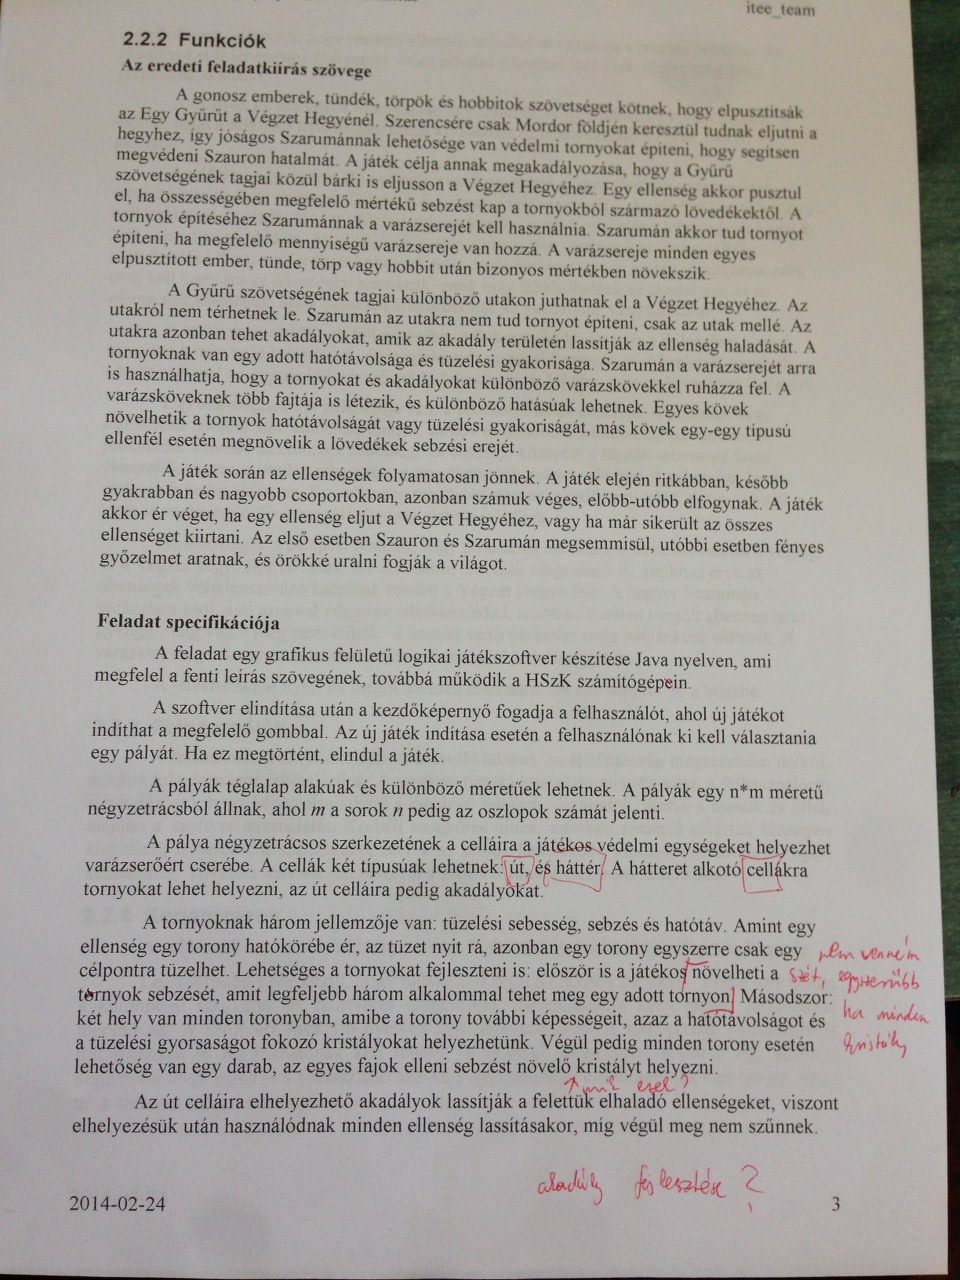 itee_team
2.2.2 Funkciók
Az eredeti feladatkiírás szövege
A gonosz emberek, tündék, törpök és hobbitok szövetséget kötnek, hogy elpusztítsák
az Egy Gyűrűt a Végzet Hegyénél. Szerencsére csak Mordor földjén keresztül tudnak eljutni a
hegyhez, így jóságos Szarumánnak lehetősége van védelmi tornyokat építeni, hogy segítsen
megvédeni Szauron hatalmát. A játék célja annak megakadályozása, hogy a Gyűrű
szövetségének tagjai közül bárki is eljusson a Végzet Hegyéhez. Egy ellenség akkor pusztul
el, ha összességében megfelelő mértékű sebzést kap a tornyokból származó lövedékektől. A
tornyok építéséhez Szarumánnak a varázserejét kell használnia. Szarumán akkor tud tornyot
építeni, ha megfelelő mennyiségű varázsereje van hozzá. A varázsereje minden egyes
elpusztított ember, tünde, törp vagy hobbit után bizonyos mértékben növekszik.
A Gyűrű szövetségének tagjai különböző utakon juthatnak el a Végzet Hegyéhez. Az
utakról nem térhetnek le. Szarumán az utakra nem tud tornyot építeni, csak az utak mellé. Az
utakra azonban tehet akadályokat, amik az akadály területén lassítják az ellenség haladását. A
tornyoknak van egy adott hatótávolsága és tüzelési gyakorisága. Szarumán a varázserejét arra
is használhatja, hogy a tornyokat és akadályokat különböző varázskövekkel ruházza fel. A
varázsköveknek több fajtája is létezik, és különböző hatásúak lehetnek. Egyes kövek
növelhetik a tornyok hatótávolságát vagy tüzelési gyakoriságát, más kövek egy-egy típusú
ellenfél esetén megnövelik a lövedékek sebzési erejét.
A játék során az ellenségek folyamatosan jönnek. A játék elején ritkábban, később
gyakrabban és nagyobb csoportokban, azonban számuk véges, előbb-utóbb elfogynak. A játék
akkor ér véget, ha egy ellenség eljut a Végzet Hegyéhez, vagy ha már sikerült az összes
ellenséget kiirtani. Az első esetben Szauron és Szarumán megsemmisül, utóbbi esetben fényes
győzelmet aratnak, és örökké uralni fogják a világot.
Feladat specifikációja
A feladat egy grafikus felületű logikai játékszoftver készítése Java nyelven, ami
megfelel a fenti leírás szövegének, továbbá működik a HSzK számítógépein.
A szoftver elindítása után a kezdőképernyő fogadja a felhasználót, ahol új játékot
indíthat a megfelelő gombbal. Az új játék indítása esetén a felhasználónak ki kell választania
egy pályát. Ha ez megtörtént, elindul a játék.
A pályák téglalap alakúak és különböző méretűek lehetnek. A pályák egy n*m méretű
négyzetrácsból állnak, ahol m a sorok n pedig az oszlopok számát jelenti.
A pálya négyzetrácsos szerkezetének a celláira a játékos védelmi egységeket helyezhet
varázserőért cserébe. A cellák két típusúak lehetnek: út, és háttér. A hátteret alkotó cellákra
tornyokat lehet helyezni, az út celláira pedig akadályokat.
A tornyoknak három jellemzője van: tüzelési sebesség, sebzés és hatótáv. Amint egy
ellenség egy torony hatókörébe ér, az tüzet nyit rá, azonban egy torony egyszerre csak egy
célpontra tüzelhet. Lehetséges a tornyokat fejleszteni is: először is a játékos növelheti a
tornyok sebzését, amit legfeljebb három alkalommal tehet meg egy adott tornyon. Másodszor:
két hely van minden toronyban, amibe a torony további képességeit, azaz a hatótávolságot és
a tüzelési gyorsaságot fokozó kristályokat helyezhetünk. Végül pedig minden torony esetén
lehetőség van egy darab, az egyes fajok elleni sebzést növelő kristályt helyezni.
nem venném
szét, egyszerűbb
ha minden
kristály
mik ezek?
Az út celláira elhelyezhető akadályok lassítják a felettük elhaladó ellenségeket, viszont
elhelyezésük után használódnak minden ellenség lassításakor, míg végül meg nem szűnnek.
akadály fejlesztése?
2014-02-24
3